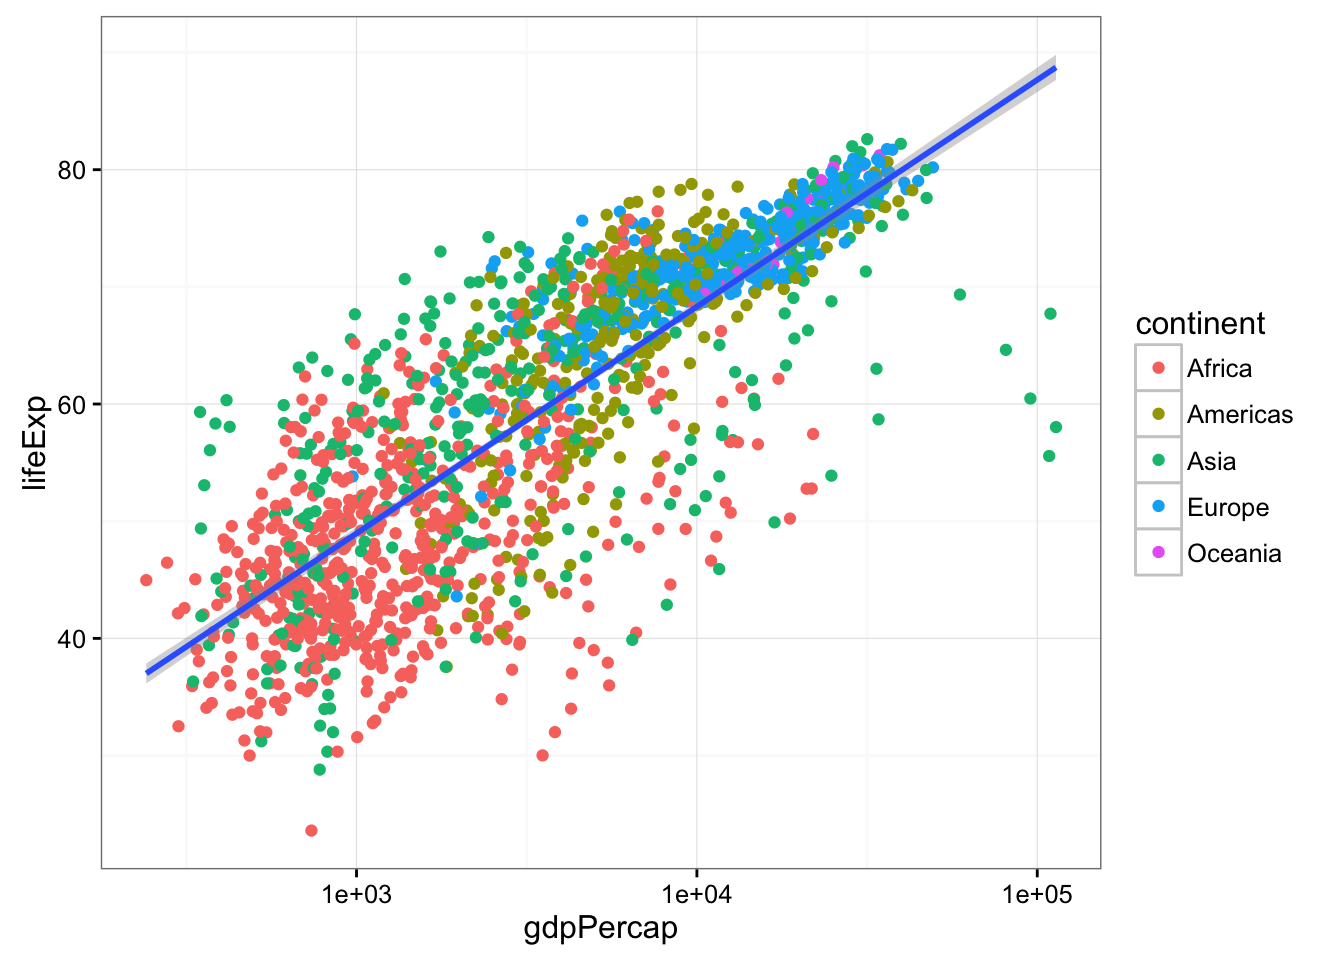 lifeExp
80
60
40
1e+03
1e+04
1e+05
gdpPercap
continent
Africa
Americas
Asia
Europe
Oceania